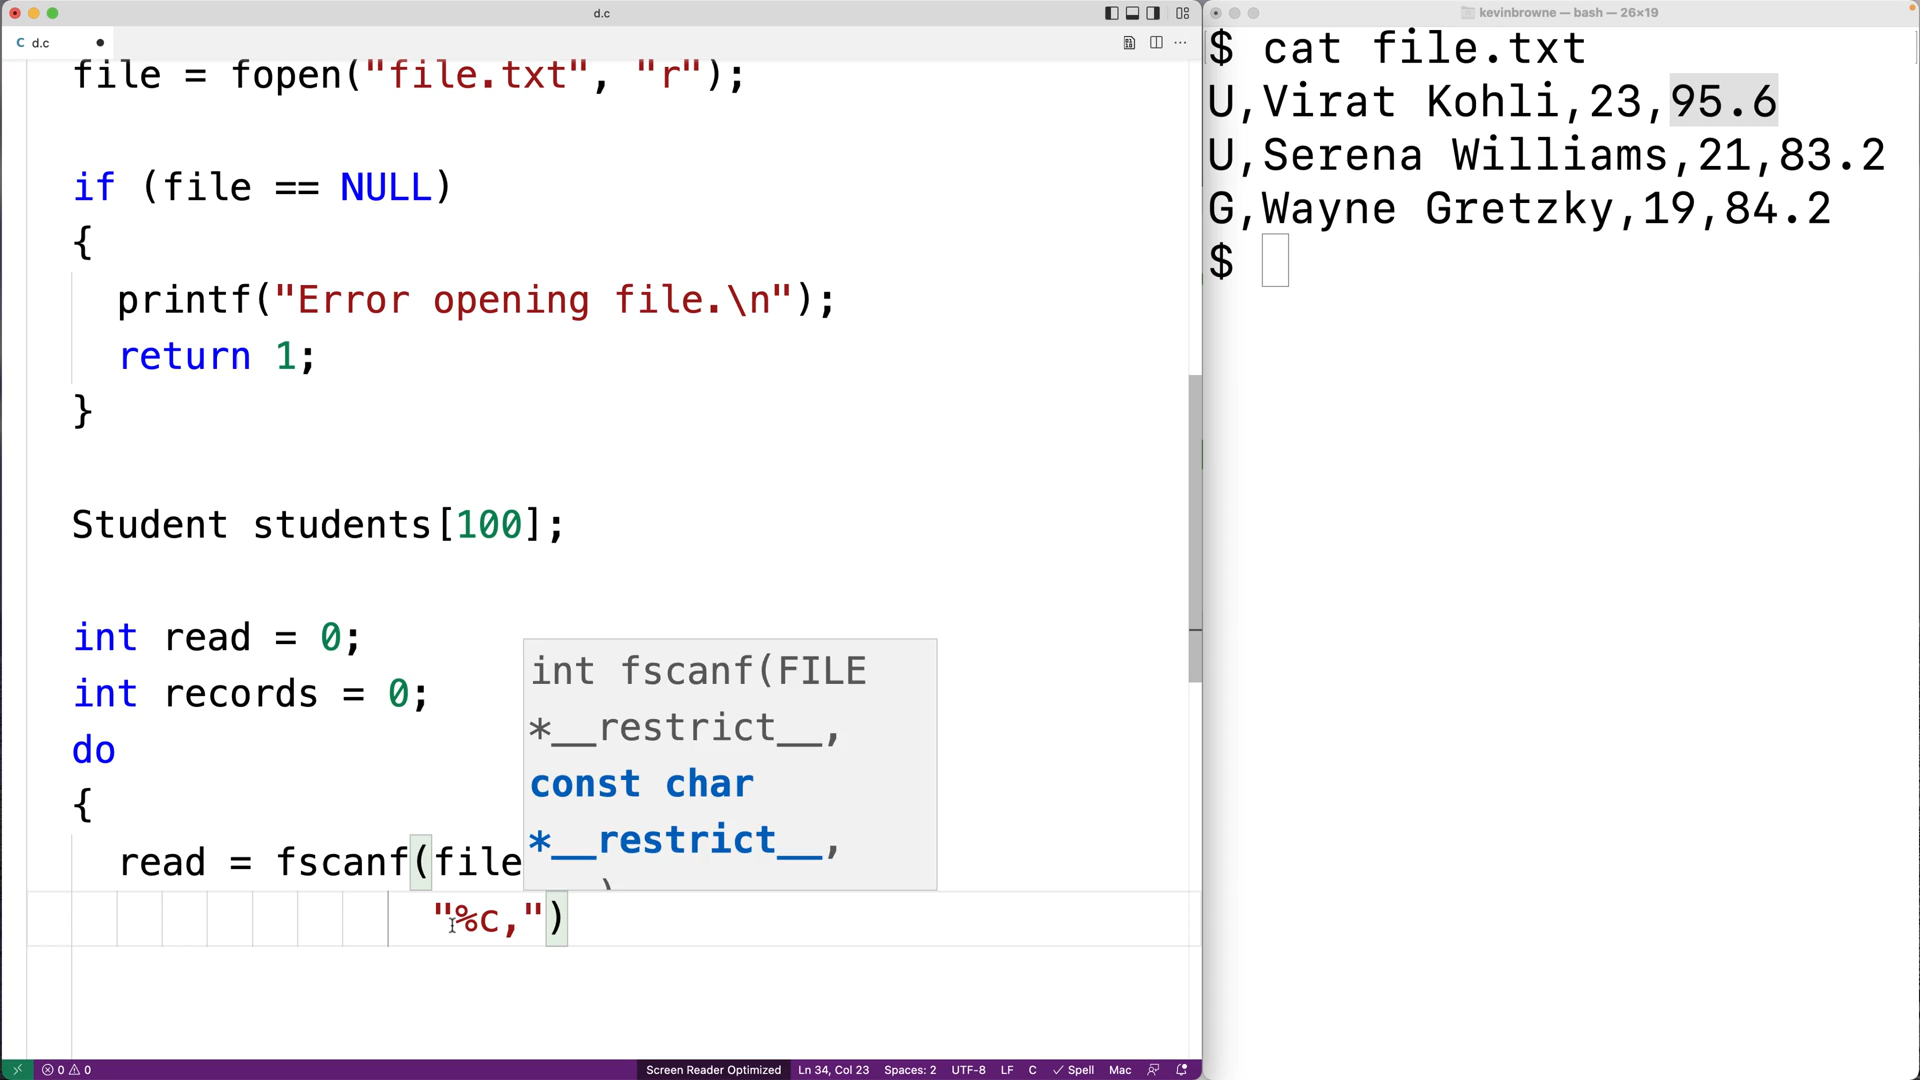 d.c
C d.c
file = fopen("file.txt", "r");
if (file == NULL)
{
printf("Error opening file.\n");
return 1;
}
Student students[100];
int read = 0;
int records = 0;
do
{
read = fscanf(file
"%c,")
int fscanf(FILE
*__restrict__,
const char
*__restrict__,
0 0
Screen Reader Optimized Ln 34, Col 23 Spaces: 2 UTF-8 LF C Spell Mac
kevinbrowne — bash — 26×19
$ cat file.txt
U,Virat Kohli,23,95.6
U,Serena Williams,21,83.2
G,Wayne Gretzky,19,84.2
$